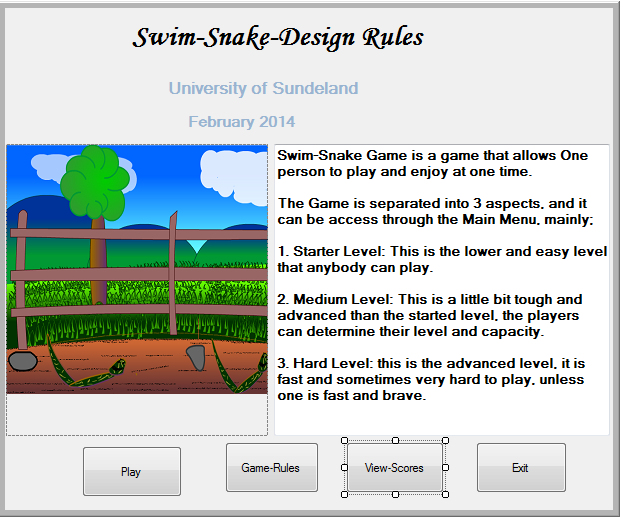 Swim-Snake-Design Rules
University of Sundeland
February 2014
Swim-Snake Game is a game that allows One
person to play and enjoy at one time.
The Game is separated into 3 aspects, and it
can be access through the Main Menu, mainly;
1. Starter Level: This is the lower and easy level
that anybody can play.
2. Medium Level: This is a little bit tough and
advanced than the started level, the players
can determine their level and capacity.
3. Hard Level: this is the advanced level, it is
fast and sometimes very hard to play, unless
one is fast and brave.
Play
Game-Rules
View-Scores
Exit